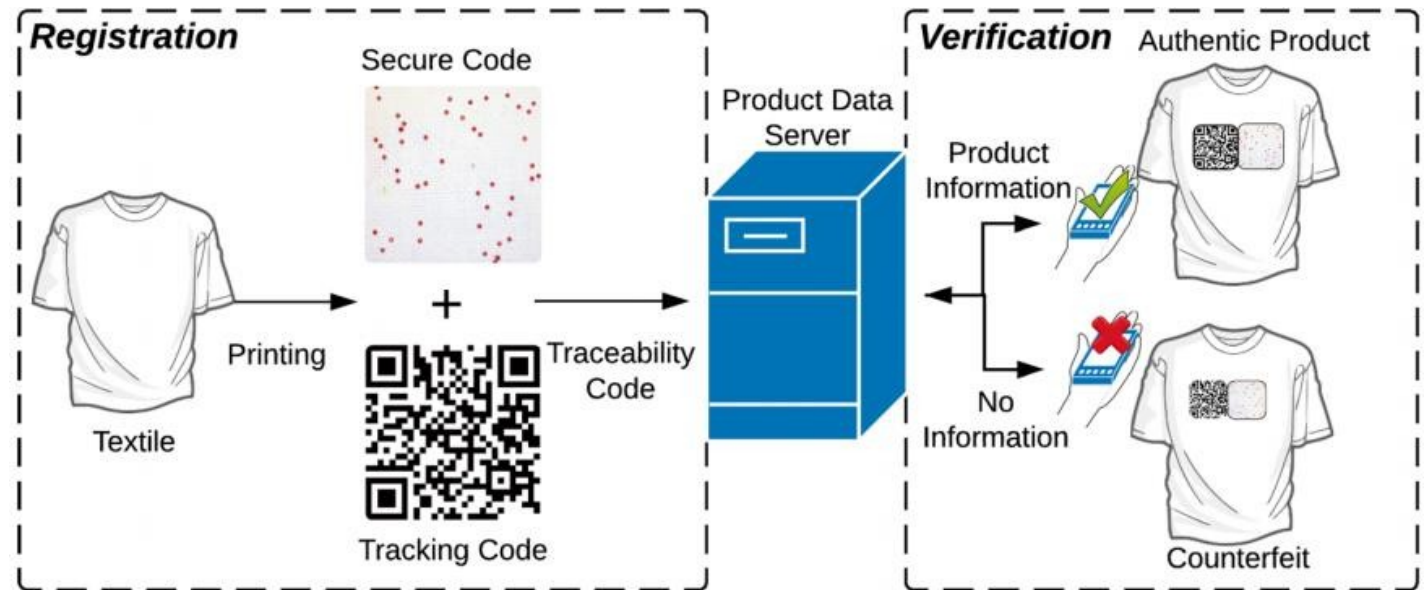 Registration
Secure Code
Textile
Printing
+
Tracking Code
Traceability
Code
Product Data
Server
Verification
Authentic Product
Product
Information
No
Information
Counterfeit